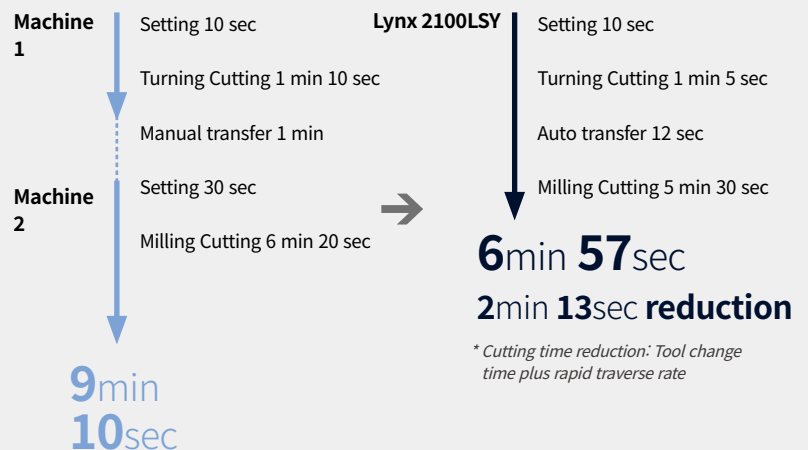 Machine
1
Setting 10 sec
Turning Cutting 1 min 10 sec
Manual transfer 1 min
Machine
2
Setting 30 sec
Milling Cutting 6 min 20 sec
9min
10sec
Lynx 2100LSY
Setting 10 sec
Turning Cutting 1 min 5 sec
Auto transfer 12 sec
Milling Cutting 5 min 30 sec
6min 57sec
2min 13sec reduction
* Cutting time reduction: Tool change
time plus rapid traverse rate